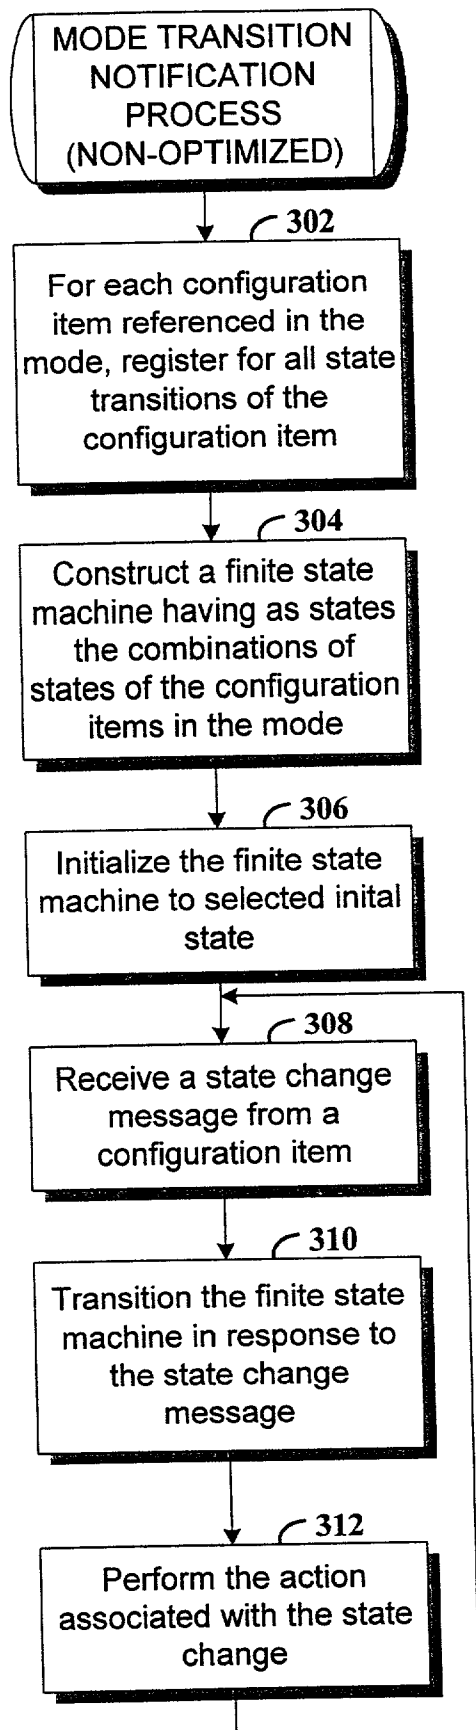 MODE TRANSITION
NOTIFICATION
PROCESS
(NON-OPTIMIZED)
302
For each configuration
item referenced in the
mode, register for all state
transitions of the
configuration item
304
Construct a finite state
machine having as states
the combinations of
states of the configuration
items in the mode
306
Initialize the finite state
machine to selected inital
state
308
Receive a state change
message from a
configuration item
310
Transition the finite state
machine in response to
the state change
message
312
Perform the action
associated with the state
change